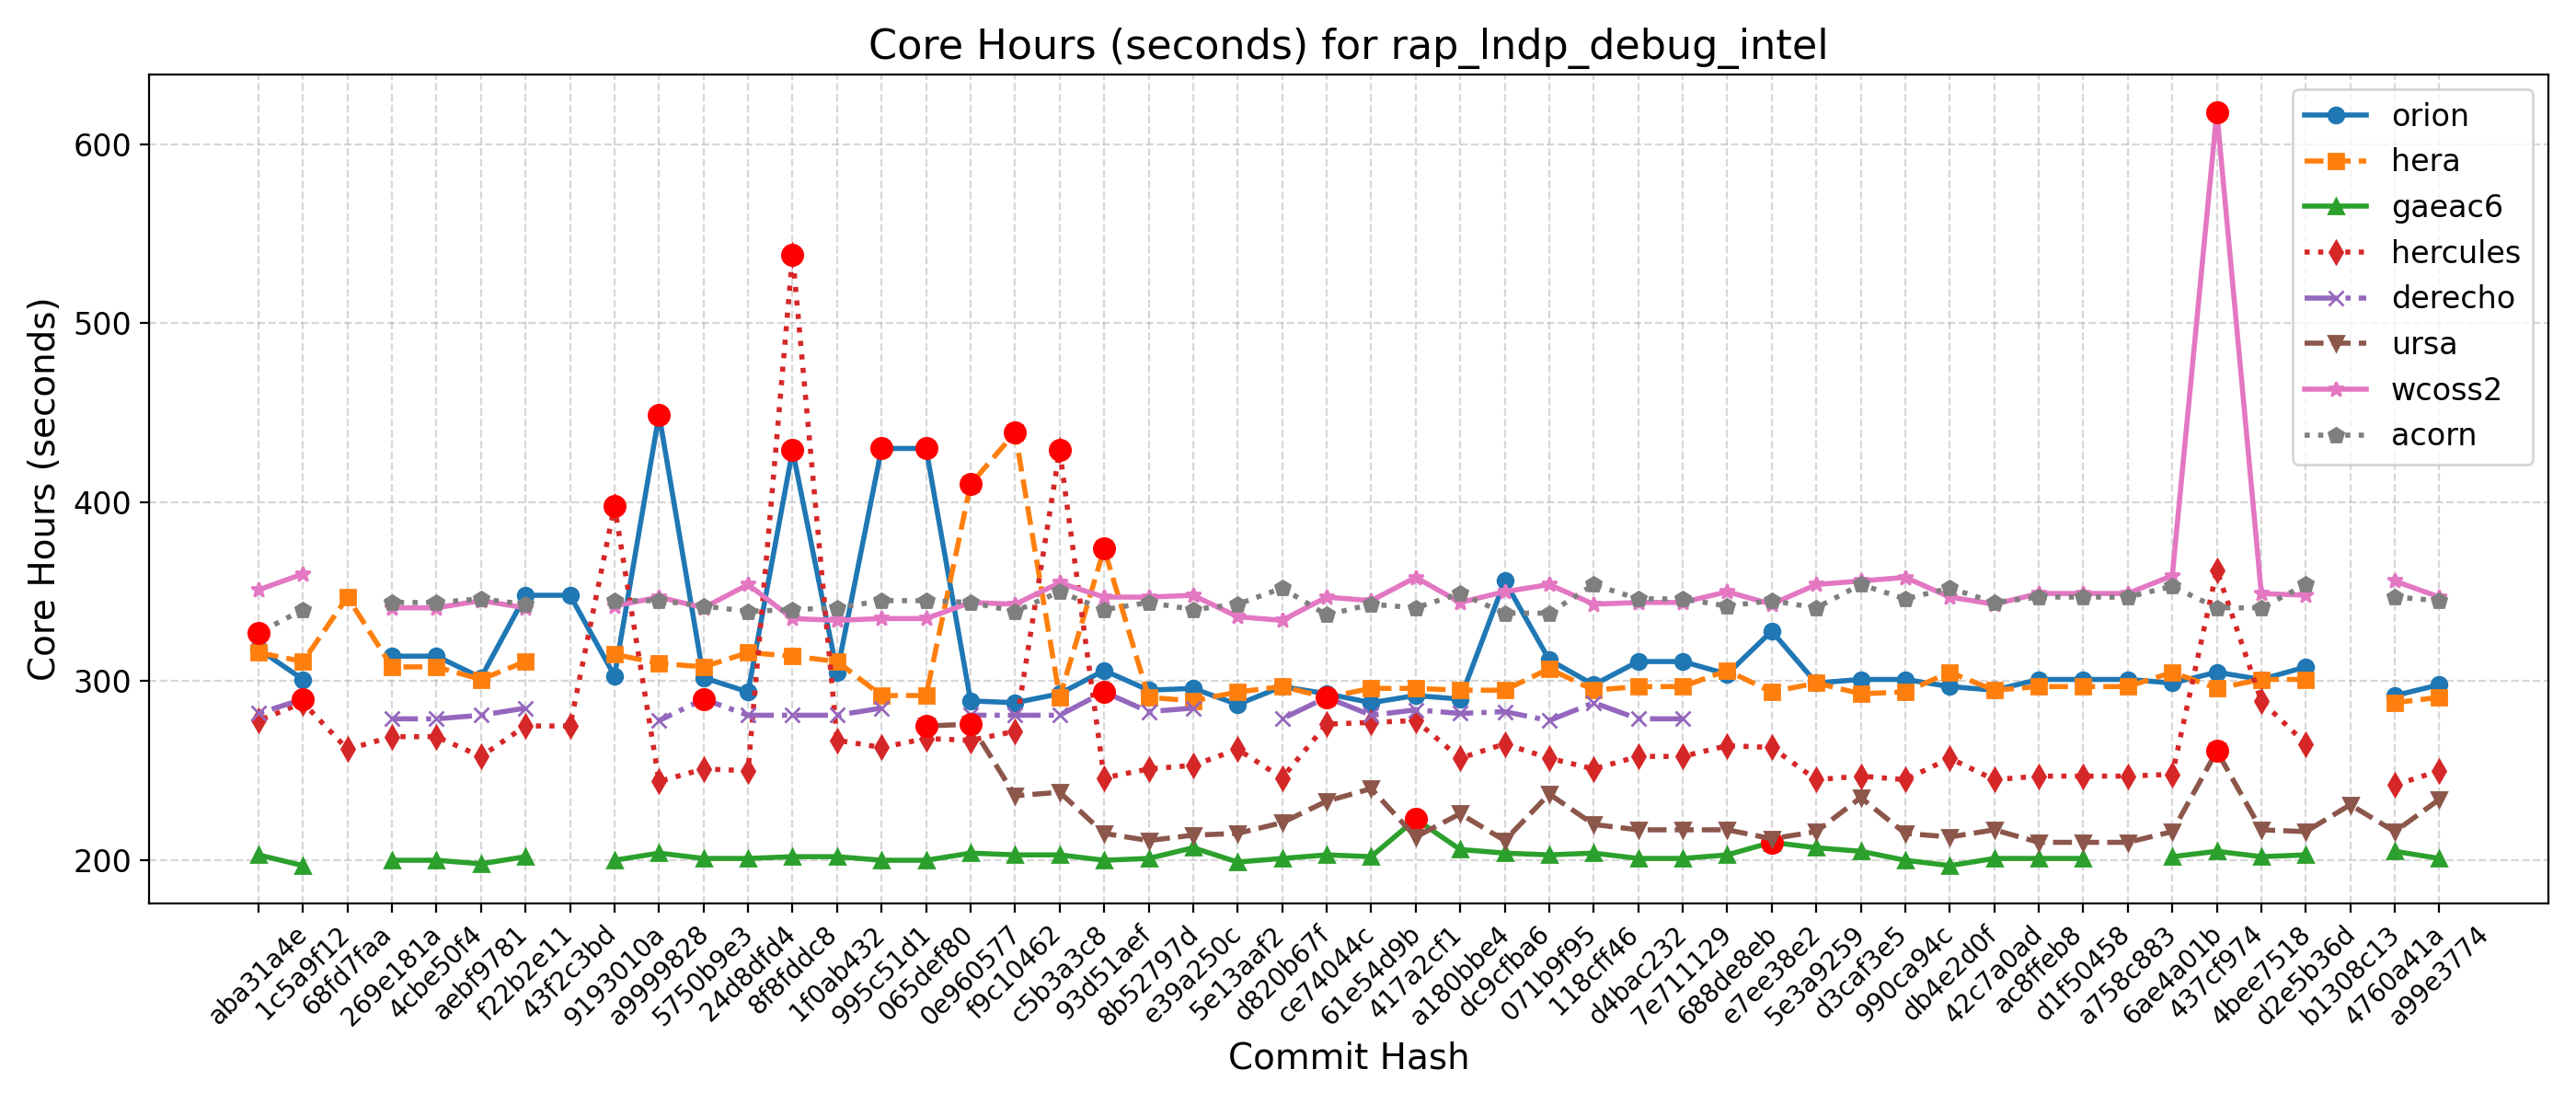 Core Hours (seconds) for rap_lndp_debug_intel
Core Hours (seconds)
600
500
400
300
200
orion
hera
gaeac6
hercules
derecho
ursa
wcoss2
acorn
aba31a4e
1c5a9f12
68fd7faa
269e181a
4cbe50f4
aebf9781
f22b2e11
43f2c3bd
9193010a
a9999828
5750b9e3
24d8dfd4
8f8fddc8
1f0ab432
995c51d1
065def80
0e960577
f9c10462
c5b3a3c8
93d51aef
8b52797d
e39a250c
5e13aaf2
d820b67f
ce74044c
61e54d9b
417a2cf1
a180bbe4
dc9cfba6
071b9f95
118cff46
d4bac232
7e711129
688de8eb
e7ee38e2
5e3a9259
d3caf3e5
990ca94c
db4e2d0f
42c7a0ad
ac8ffeb8
d1f50458
a758c883
6ae4a01b
437cf974
4bee7518
d2e5b36d
b1308c13
4760a41a
a99e3774
Commit Hash